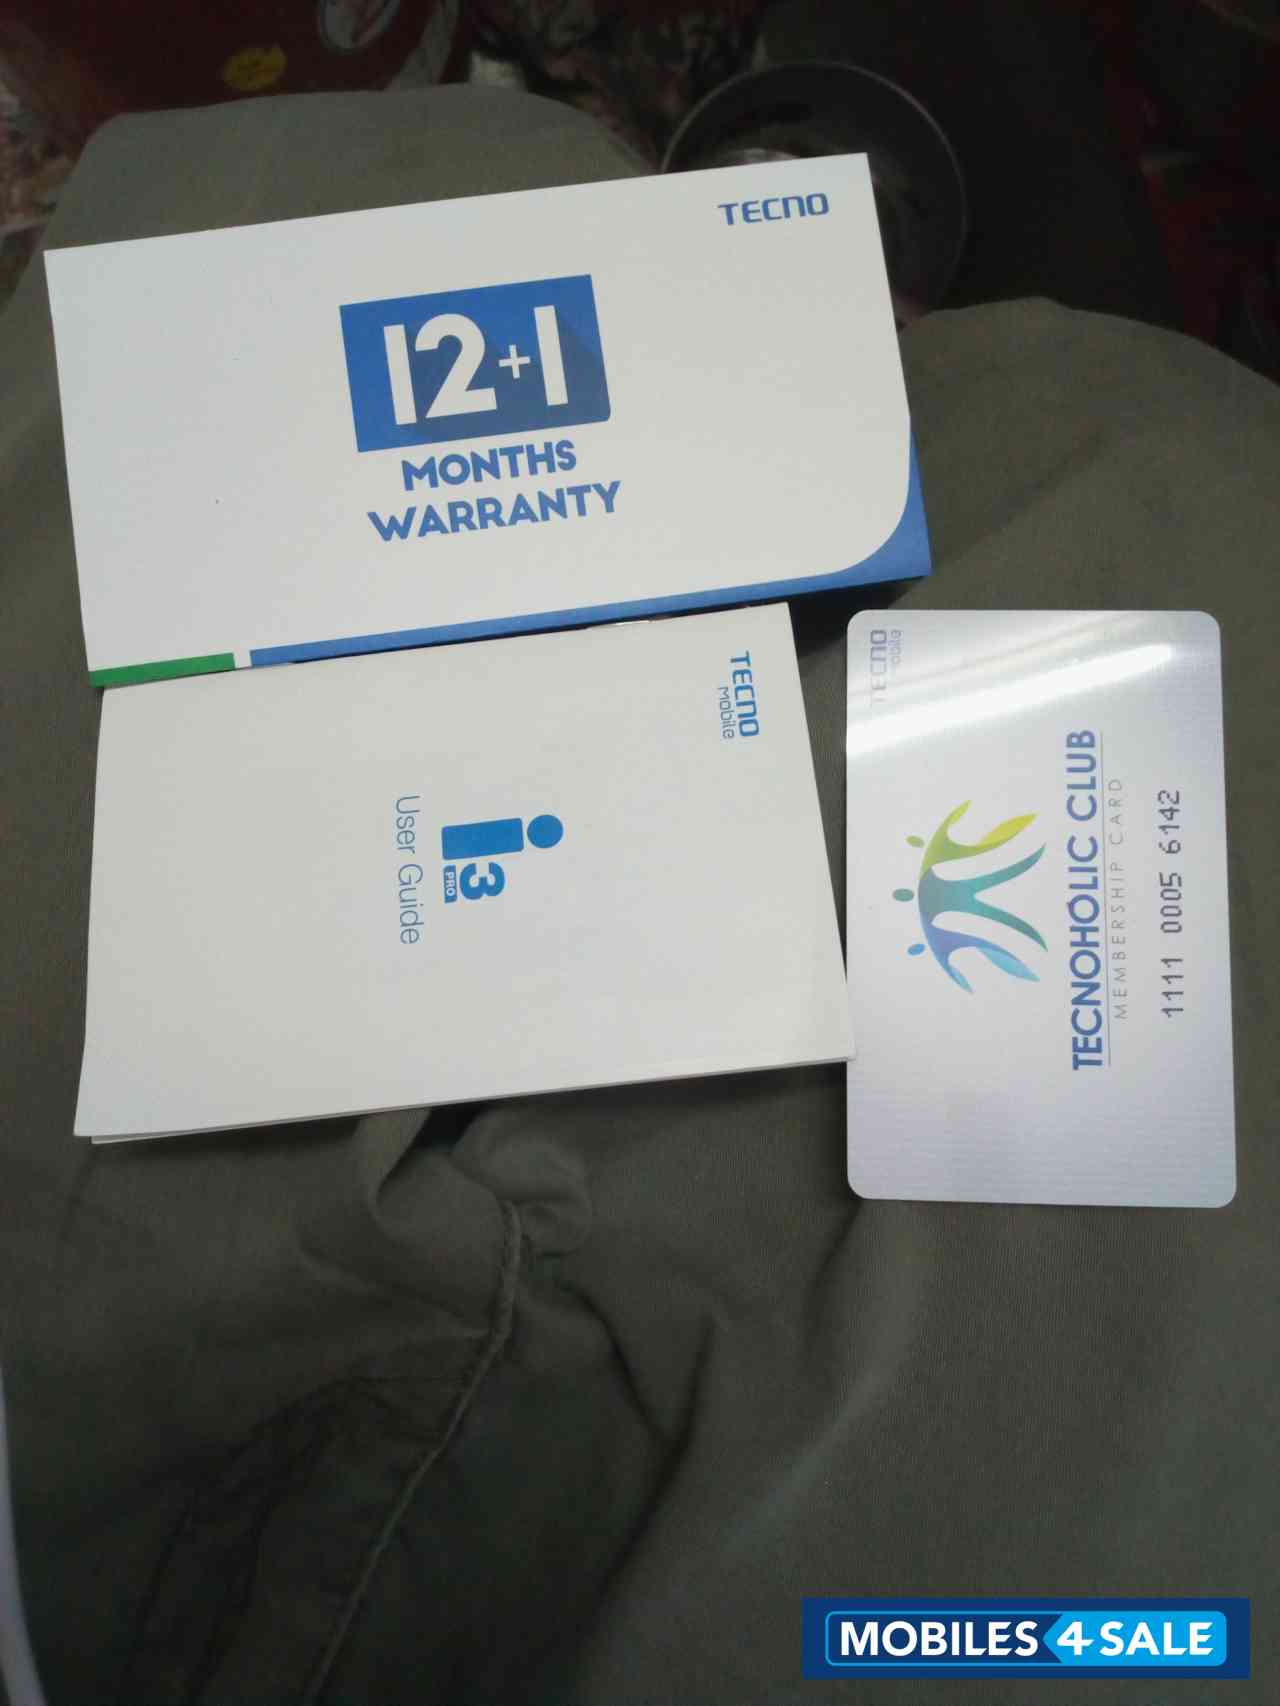 TECNO
12+1
MONTHS
WARRANTY
TECNO
Mobile
i3
PRO
User Guide
TECNO
Mobile
TECNOHOLIC CLUB
MEMBERSHIP CARD
1111 0005 6142
MOBILES 4 SALE